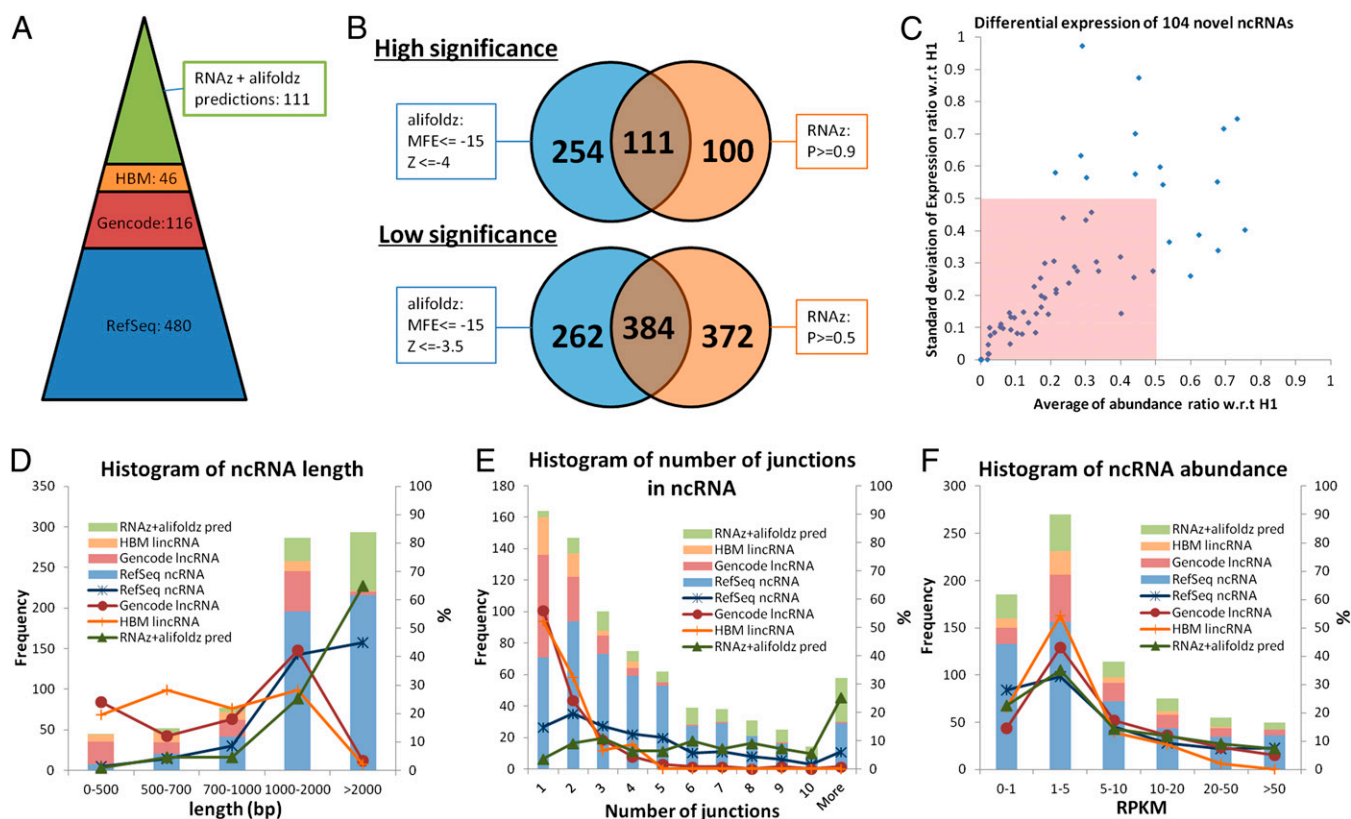 A
RNAz + alifoldz
predictions: 111
HBM: 46
Gencode:116
RefSeq: 480
B
High significance
alifoldz:
MFE<= -15
Z <=-4
254
111
100
RNAz:
P>=0.9
Low significance
alifoldz:
MFE<= -15
Z <=-3.5
262
384
372
RNAz:
P>=0.5
C
Differential expression of 104 novel ncRNAs
Standard deviation of Expression ratio w.r.t H1
1
0.9
0.8
0.7
0.6
0.5
0.4
0.3
0.2
0.1
0
0 0.1 0.2 0.3 0.4 0.5 0.6 0.7 0.8 0.9 1
Average of abundance ratio w.r.t H1
D
Histogram of ncRNA length
Frequency
350
300
250
200
150
100
50
0
RNAz+alifoldz pred
HBM lincRNA
Gencode lncRNA
RefSeq ncRNA
RefSeq ncRNA
Gencode lncRNA
HBM lincRNA
RNAz+alifoldz pred
100
90
80
70
60
50
40
30
20
10
0
%
0-500 500-700 700-1000 1000-2000 >2000
length (bp)
E
Histogram of number of junctions
in ncRNA
Frequency
180
160
140
120
100
80
60
40
20
0
RNAz+alifoldz pred
HBM lincRNA
Gencode lncRNA
RefSeq ncRNA
RefSeq ncRNA
Gencode lncRNA
HBM lincRNA
RNAz+alifoldz pred
100
90
80
70
60
50
40
30
20
10
0
%
1 2 3 4 5 6 7 8 9 10 More
Number of junctions
F
Histogram of ncRNA abundance
Frequency
300
250
200
150
100
50
0
RNAz+alifoldz pred
HBM lincRNA
Gencode lncRNA
RefSeq ncRNA
RefSeq ncRNA
Gencode lncRNA
HBM lincRNA
RNAz+alifoldz pred
100
90
80
70
60
50
40
30
20
10
0
%
0-1 1-5 5-10 10-20 20-50 >50
RPKM